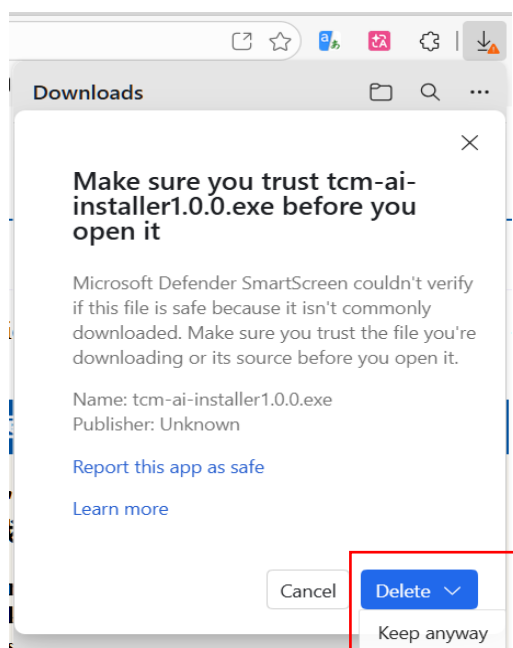 Downloads
Make sure you trust tcm-ai-
installer1.0.0.exe before you
open it
Microsoft Defender SmartScreen couldn't verify
if this file is safe because it isn't commonly
downloaded. Make sure you trust the file you're
downloading or its source before you open it.
Name: tcm-ai-installer1.0.0.exe
Publisher: Unknown
Report this app as safe
Learn more
Cancel
Delete
Keep anyway